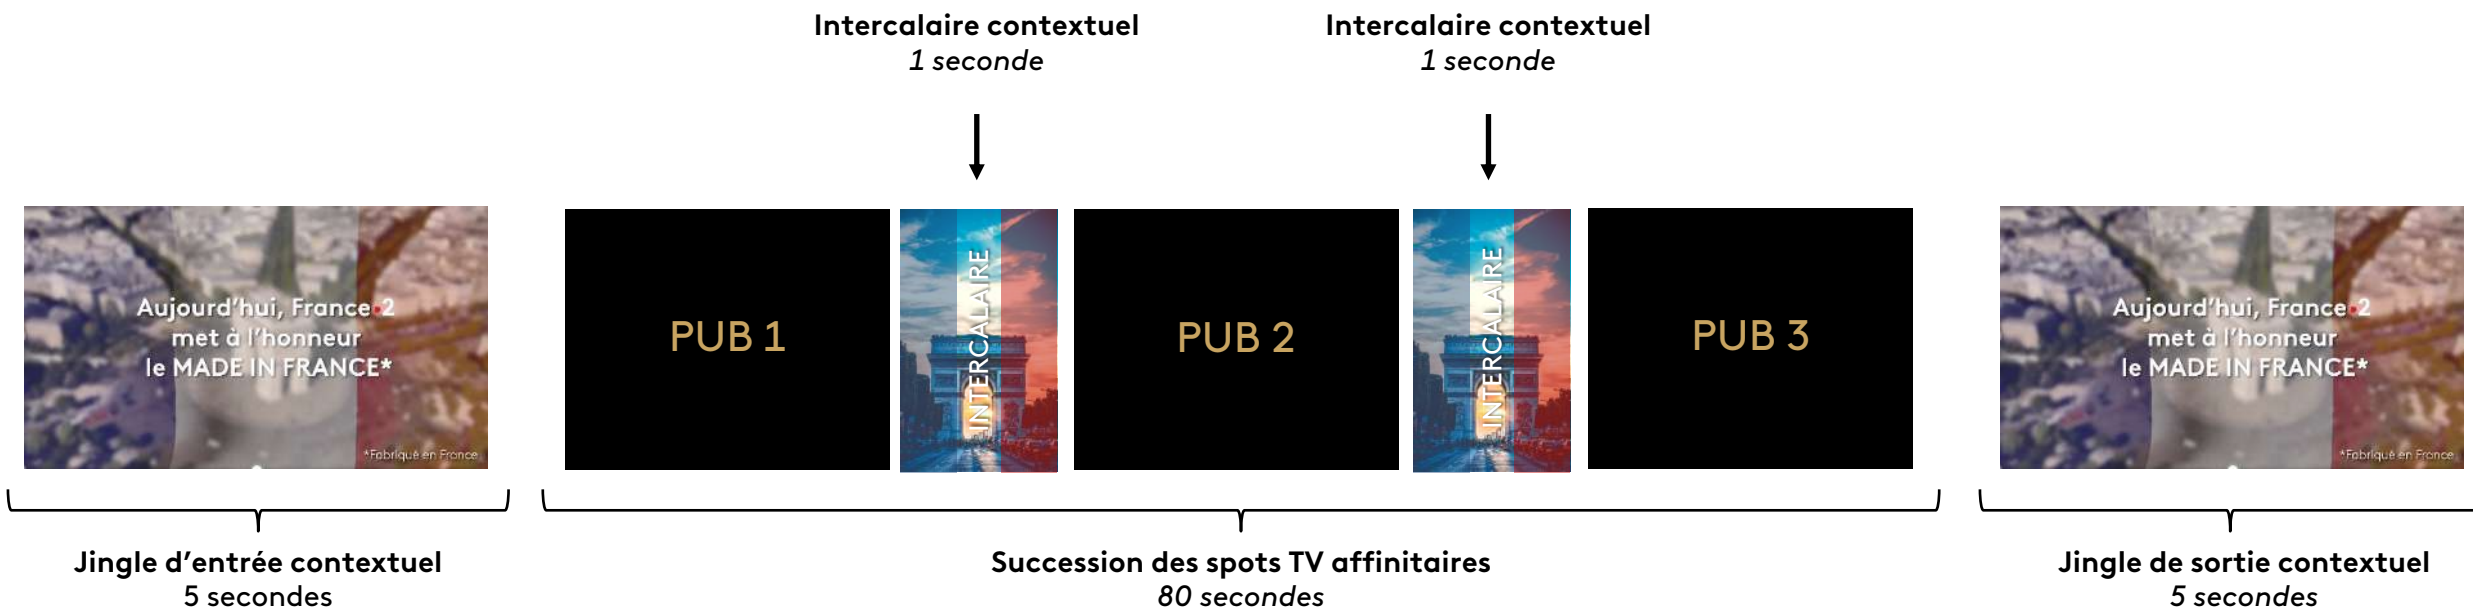 Intercalaire contextuel
1 seconde
Intercalaire contextuel
1 seconde
Aujourd'hui, France•2
met à l'honneur
le MADE IN FRANCE*
*Fabriqué en France
PUB 1
INTERCALAIRE
PUB 2
INTERCALAIRE
PUB 3
Aujourd'hui, France•2
met à l'honneur
le MADE IN FRANCE*
*Fabriqué en France
Jingle d’entrée contextuel
5 secondes
Succession des spots TV affinitaires
80 secondes
Jingle de sortie contextuel
5 secondes